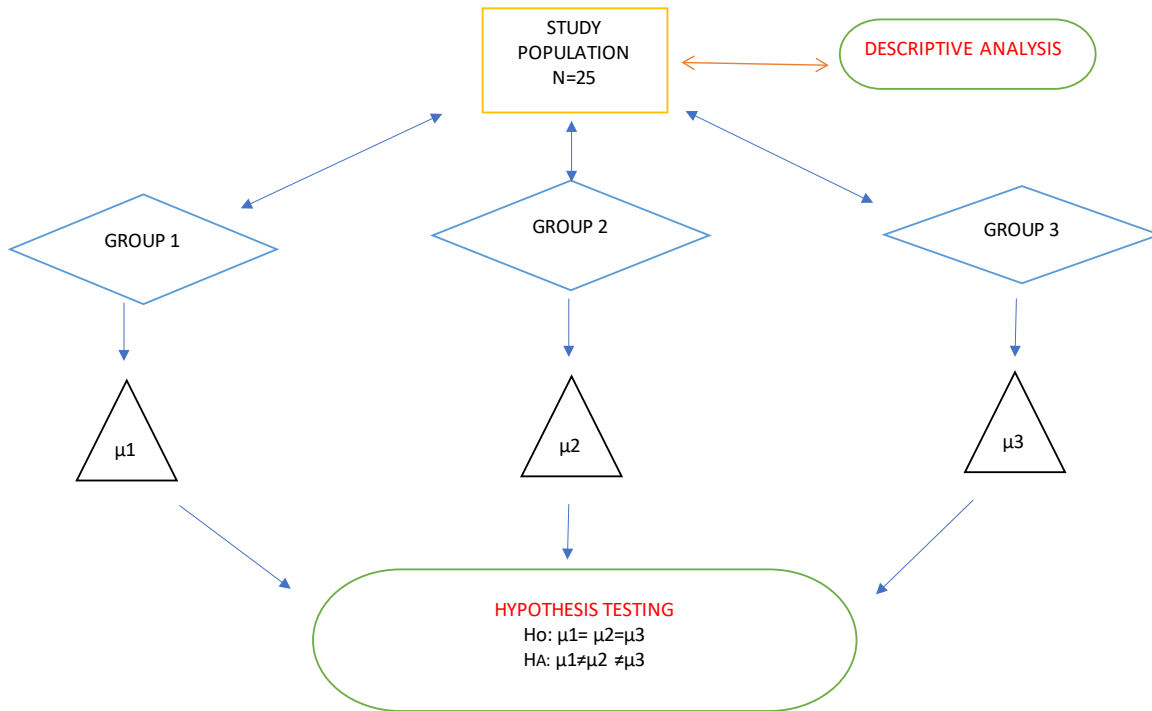 STUDY
POPULATION
N=25
DESCRIPTIVE ANALYSIS
GROUP 1
GROUP 2
GROUP 3
μ1
μ2
μ3
HYPOTHESIS TESTING
Ho: μ1= μ2=μ3
HA: μ1≠μ2 ≠μ3